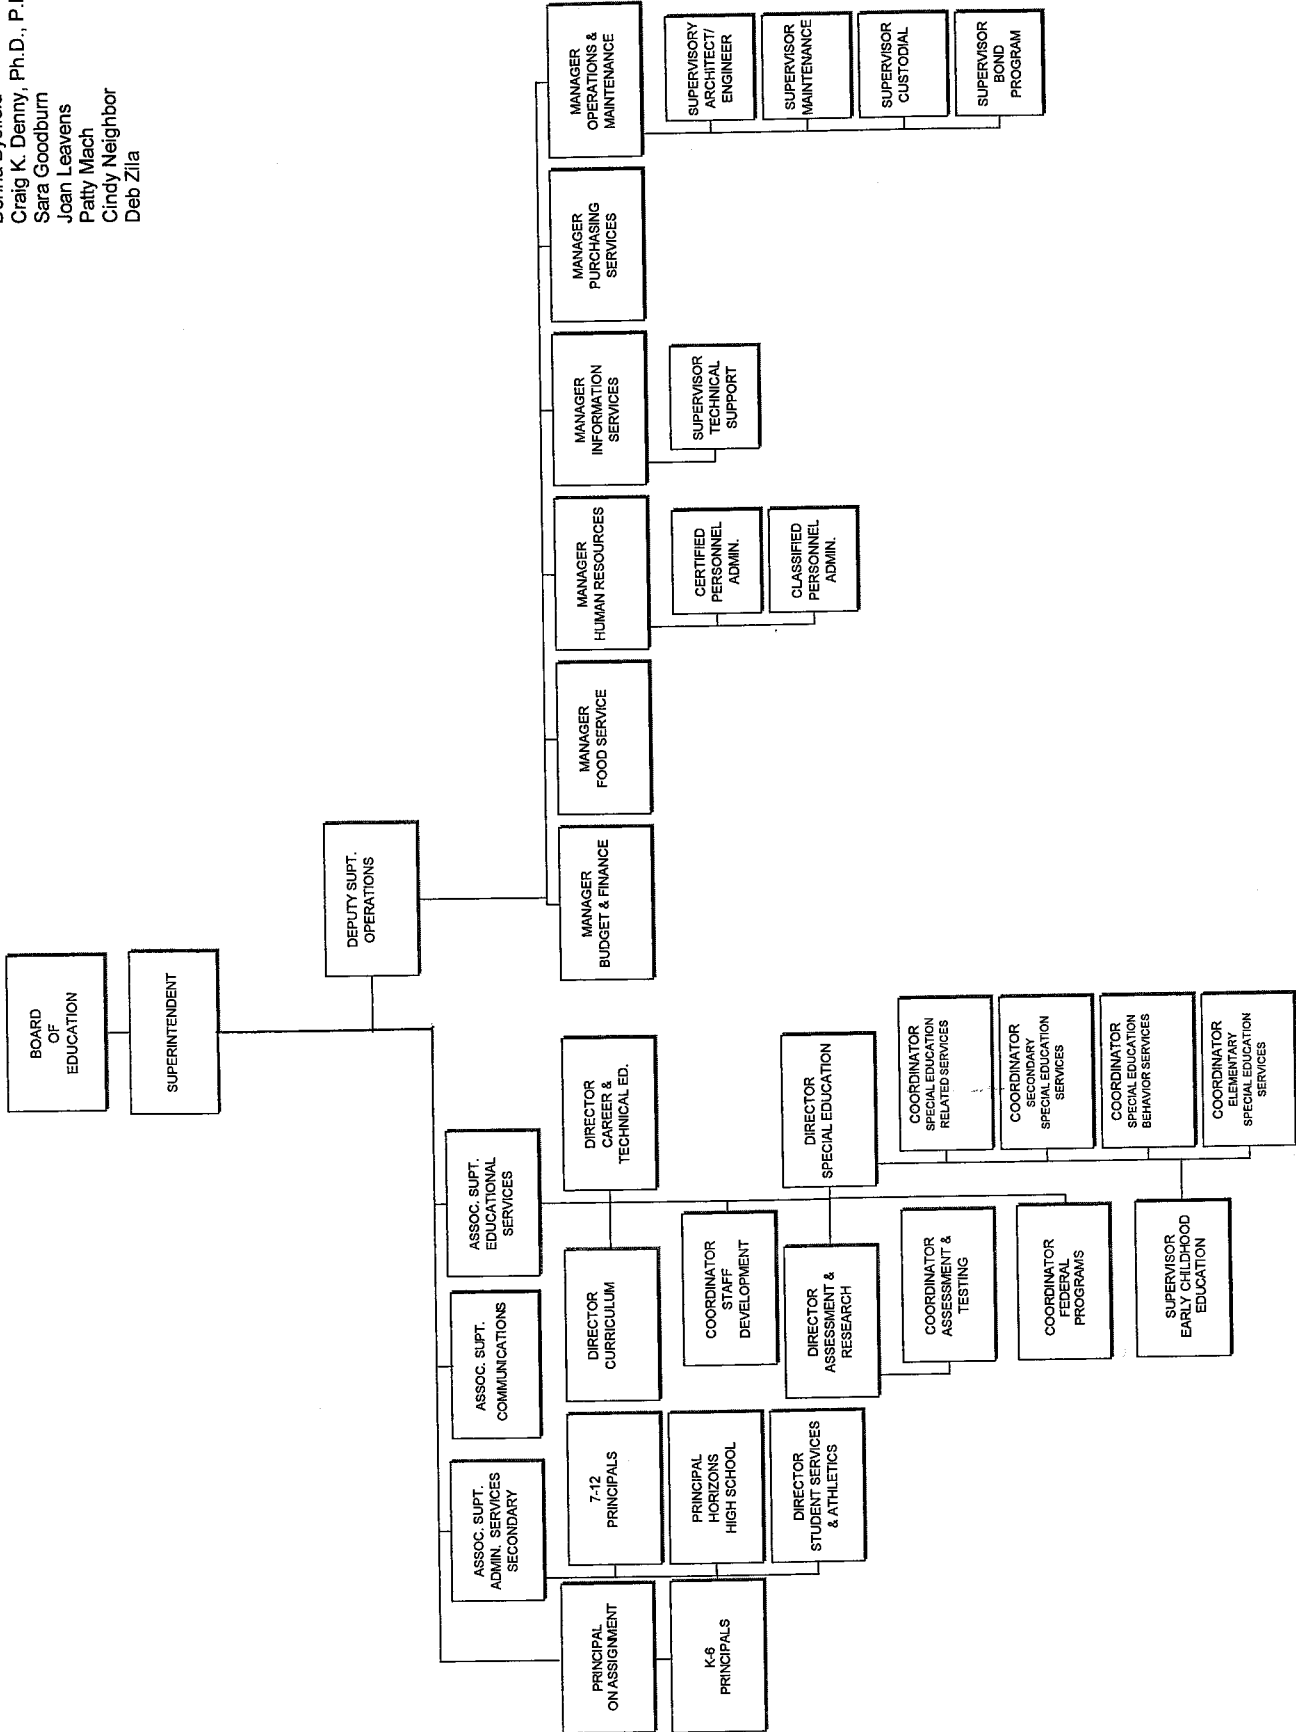 Craig K. Denny, Ph.D.,
Sara Goodburn
Joan Leavens
Patty Mach
Cindy Neighbor
Deb Zila
BOARD
OF
EDUCATION
SUPERINTENDENT
DEPUTY SUPT.
OPERATIONS
ASSOC. SUPT.
ADMIN. SERVICES
SECONDARY
ASSOC. SUPT.
COMMUNICATIONS
ASSOC. SUPT.
EDUCATIONAL
SERVICES
PRINCIPAL
ON ASSIGNMENT
K-6
PRINCIPALS
7-12
PRINCIPALS
PRINCIPAL
HORIZONS
HIGH SCHOOL
DIRECTOR
STUDENT SERVICES
& ATHLETICS
DIRECTOR
CURRICULUM
DIRECTOR
CAREER &
TECHNICAL ED.
COORDINATOR
STAFF
DEVELOPMENT
DIRECTOR
ASSESSMENT &
RESEARCH
DIRECTOR
SPECIAL EDUCATION
COORDINATOR
ASSESSMENT &
TESTING
COORDINATOR
FEDERAL
PROGRAMS
SUPERVISOR
EARLY CHILDHOOD
EDUCATION
COORDINATOR
SPECIAL EDUCATION
RELATED SERVICES
COORDINATOR
SECONDARY
SPECIAL EDUCATION
SERVICES
COORDINATOR
SPECIAL EDUCATION
BEHAVIOR SERVICES
COORDINATOR
ELEMENTARY
SPECIAL EDUCATION
SERVICES
MANAGER
BUDGET & FINANCE
MANAGER
FOOD SERVICE
MANAGER
HUMAN RESOURCES
CERTIFIED
PERSONNEL
ADMIN.
CLASSIFIED
PERSONNEL
ADMIN.
MANAGER
INFORMATION
SERVICES
SUPERVISOR
TECHNICAL
SUPPORT
MANAGER
PURCHASING
SERVICES
MANAGER
OPERATIONS &
MAINTENANCE
SUPERVISORY
ARCHITECT/
ENGINEER
SUPERVISOR
MAINTENANCE
SUPERVISOR
CUSTODIAL
SUPERVISOR
BOND
PROGRAM